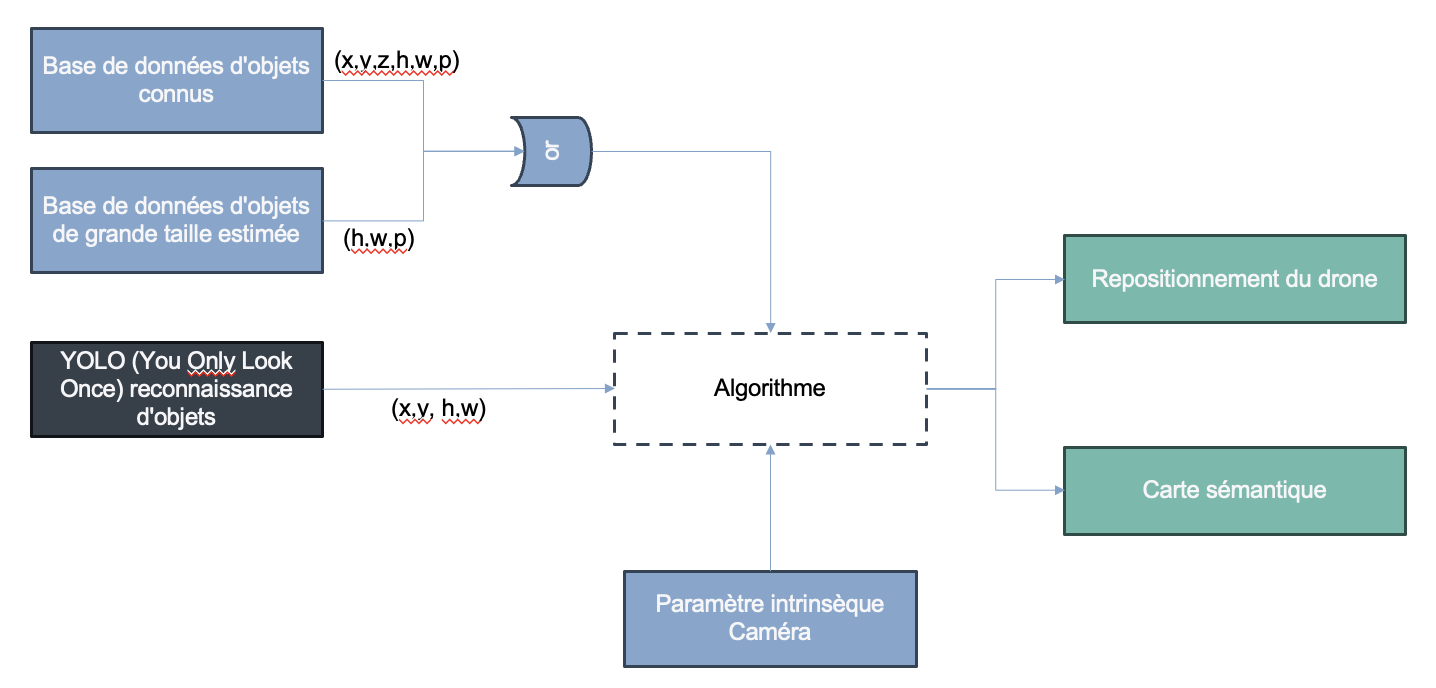 Base de données d'objets
connus
(x,y,z,h,w,p)
or
Base de données d'objets
de grande taille estimée
(h,w,p)
Repositionnement du drone
YOLO (You Only Look
Once) reconnaissance
d'objets
(x,y, h,w)
Algorithme
Carte sémantique
Paramètre intrinsèque
Caméra